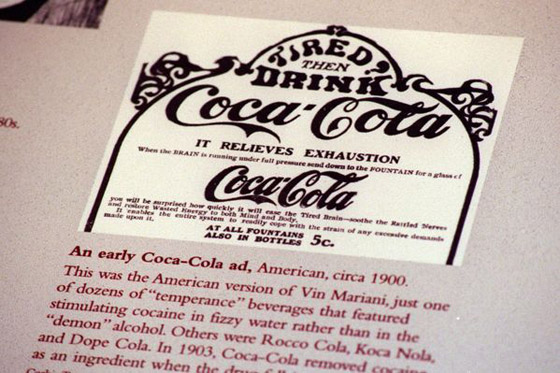 80s.
TIRED?
THEN
DRINK
Coca-Cola
IT RELIEVES EXHAUSTION
When the BRAIN is running under full pressure send down to the FOUNTAIN for a glass of
Coca-Cola
you will be surprised how quickly it will ease the Tired Brain—soothe the Rattled Nerves
and restore Wasted Energy to both Mind and Body.
It enables the entire system to readily cope with the strain of any excessive demands
made upon it.
AT ALL FOUNTAINS
ALSO IN BOTTLES 5c.
An early Coca-Cola ad, American, circa 1900.
This was the American version of Vin Mariani, just one
of dozens of "temperance" beverages that featured
stimulating cocaine in fizzy water rather than in the
"demon" alcohol. Others were Rocco Cola, Koca Nola,
and Dope Cola. In 1903, Coca-Cola removed cocaine
as an ingredient when the